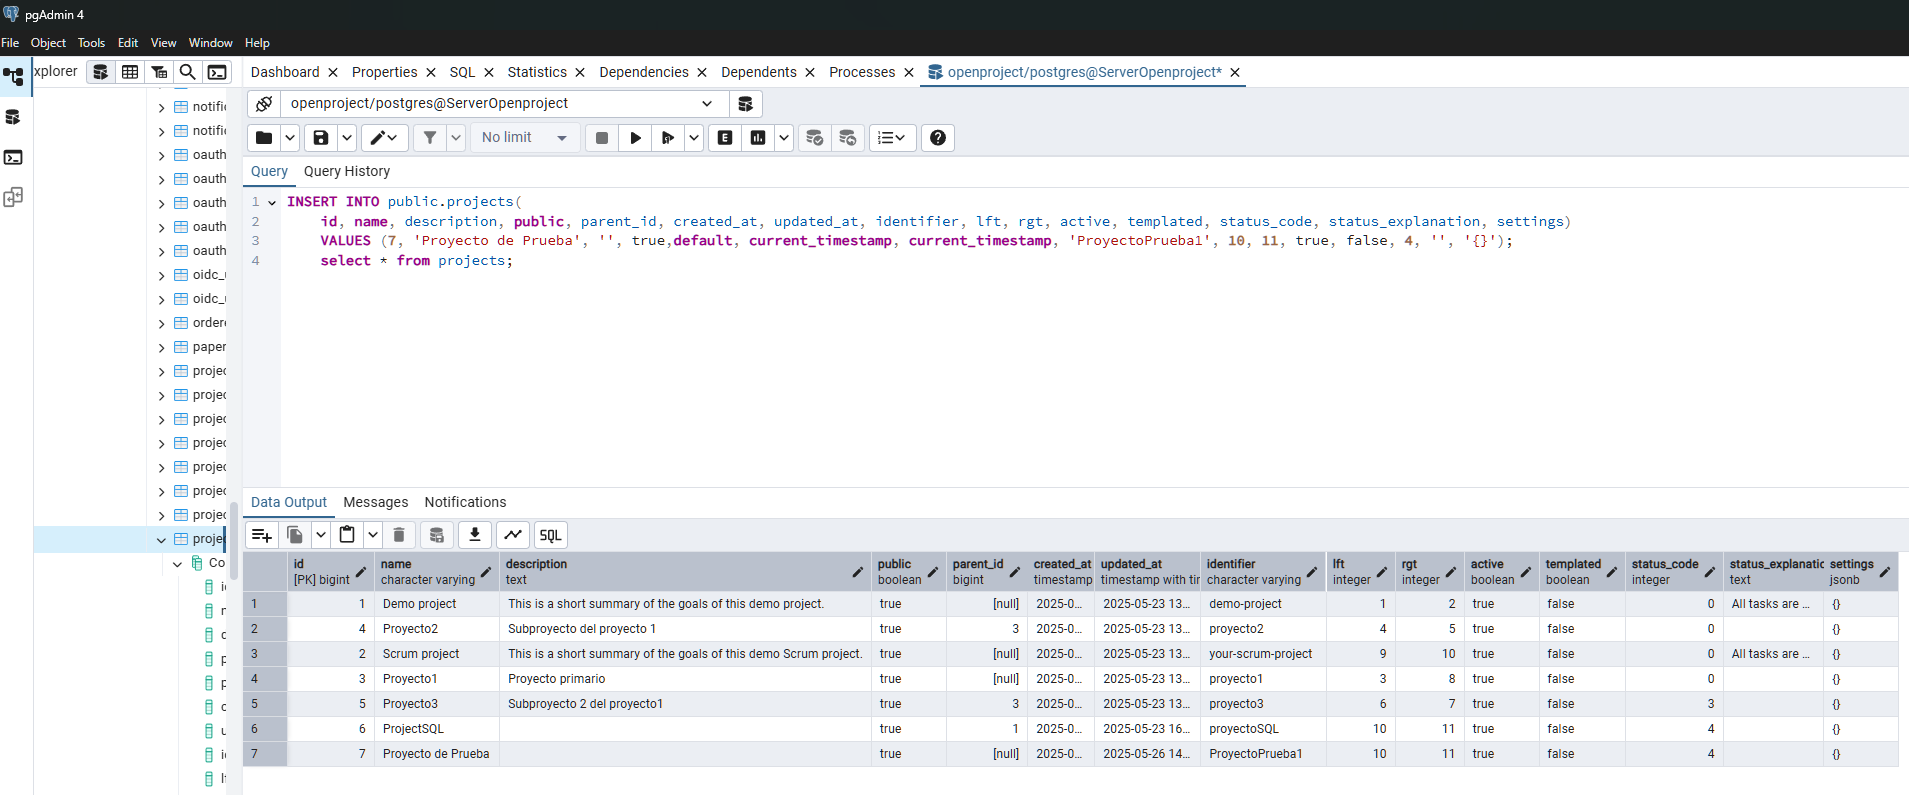 pgAdmin 4
File Object Tools Edit View Window Help
xplorer
Dashboard Properties SQL Statistics Dependencies Dependents Processes openproject/postgres@ServerOpenproject*
openproject/postgres@ServerOpenproject
No limit E
Query Query History
1 INSERT INTO public.projects(
2 id, name, description, public, parent_id, created_at, updated_at, identifier, lft, rgt, active, templated, status_code, status_explanation, settings)
3 VALUES (7, 'Proyecto de Prueba', '', true,default, current_timestamp, current_timestamp, 'ProyectoPrueba1', 10, 11, true, false, 4, '', '{}');
4 select * from projects;
notific
notific
oauth
oauth
oauth
oauth
oauth
oidc_u
oidc_u
ordere
paper
projec
projec
projec
projec
projec
projec
projec
projec
Co
Data Output Messages Notifications
SQL
id name description public parent_id created_at updated_at identifier lft rgt active templated status_code status_explanatic settings
[PK] bigint character varying text boolean bigint timestamp timestamp with tir character varying integer integer boolean boolean integer text jsonb
1 1 Demo project This is a short summary of the goals of this demo project. true [null] 2025-0... 2025-05-23 13... demo-project 1 2 true false 0 All tasks are ... {}
2 4 Proyecto2 Subproyecto del proyecto 1 true 3 2025-0... 2025-05-23 13... proyecto2 4 5 true false 0 {}
3 2 Scrum project This is a short summary of the goals of this demo Scrum project. true [null] 2025-0... 2025-05-23 13... your-scrum-project 9 10 true false 0 All tasks are ... {}
4 3 Proyecto1 Proyecto primario true [null] 2025-0... 2025-05-23 13... proyecto1 3 8 true false 0 {}
5 5 Proyecto3 Subproyecto 2 del proyecto1 true 3 2025-0... 2025-05-23 13... proyecto3 6 7 true false 3 {}
6 6 ProjectSQL true 1 2025-0... 2025-05-23 16... proyectoSQL 10 11 true false 4 {}
7 7 Proyecto de Prueba true [null] 2025-0... 2025-05-26 14... ProyectoPrueba1 10 11 true false 4 {}